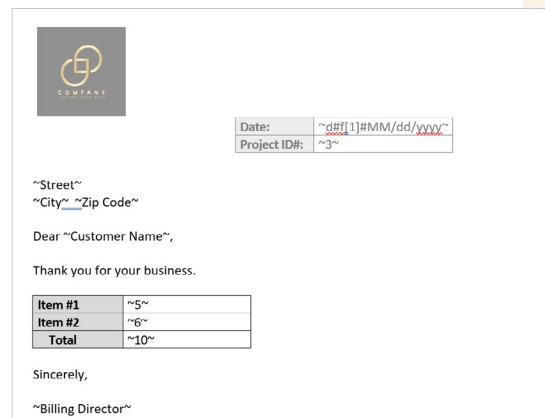 COMPANY
Date: ~d#f[1]#MM/dd/yyyy~
Project ID#: ~3~
~Street~
~City~ ~Zip Code~
Dear ~Customer Name~,
Thank you for your business.
Item #1 ~5~
Item #2 ~6~
Total ~10~
Sincerely,
~Billing Director~